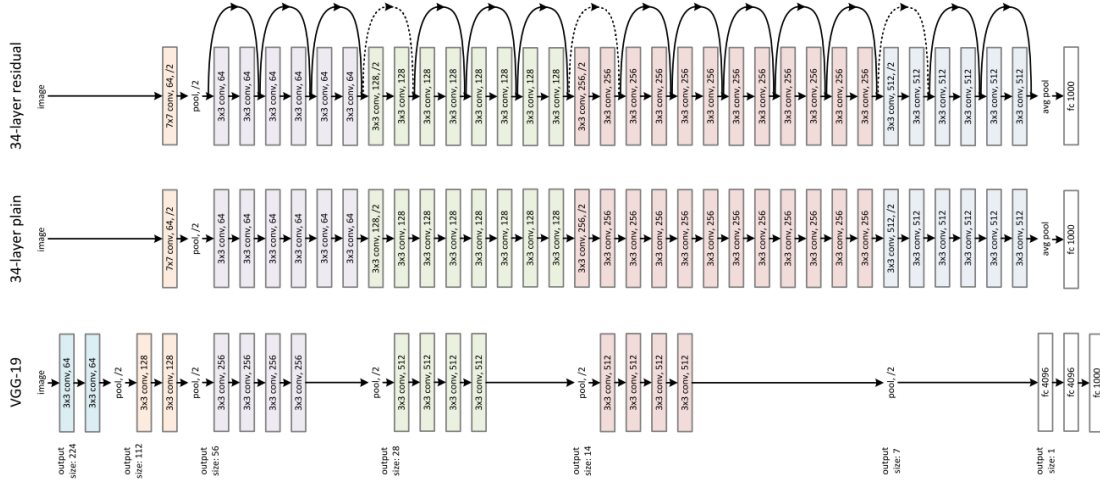 34-layer residual
image
7x7 conv, 64, /2
pool, /2
3x3 conv, 64
3x3 conv, 64
3x3 conv, 64
3x3 conv, 64
3x3 conv, 64
3x3 conv, 64
3x3 conv, 128, /2
3x3 conv, 128
3x3 conv, 128
3x3 conv, 128
3x3 conv, 128
3x3 conv, 128
3x3 conv, 128
3x3 conv, 128
3x3 conv, 256, /2
3x3 conv, 256
3x3 conv, 256
3x3 conv, 256
3x3 conv, 256
3x3 conv, 256
3x3 conv, 256
3x3 conv, 256
3x3 conv, 256
3x3 conv, 256
3x3 conv, 256
3x3 conv, 256
3x3 conv, 512, /2
3x3 conv, 512
3x3 conv, 512
3x3 conv, 512
3x3 conv, 512
3x3 conv, 512
avg pool
fc 1000
34-layer plain
image
7x7 conv, 64, /2
pool, /2
3x3 conv, 64
3x3 conv, 64
3x3 conv, 64
3x3 conv, 64
3x3 conv, 64
3x3 conv, 64
3x3 conv, 128, /2
3x3 conv, 128
3x3 conv, 128
3x3 conv, 128
3x3 conv, 128
3x3 conv, 128
3x3 conv, 128
3x3 conv, 128
3x3 conv, 256, /2
3x3 conv, 256
3x3 conv, 256
3x3 conv, 256
3x3 conv, 256
3x3 conv, 256
3x3 conv, 256
3x3 conv, 256
3x3 conv, 256
3x3 conv, 256
3x3 conv, 256
3x3 conv, 256
3x3 conv, 512, /2
3x3 conv, 512
3x3 conv, 512
3x3 conv, 512
3x3 conv, 512
3x3 conv, 512
avg pool
fc 1000
VGG-19
image
3x3 conv, 64
3x3 conv, 64
pool, /2
3x3 conv, 128
3x3 conv, 128
pool, /2
3x3 conv, 256
3x3 conv, 256
3x3 conv, 256
3x3 conv, 256
pool, /2
3x3 conv, 512
3x3 conv, 512
3x3 conv, 512
3x3 conv, 512
pool, /2
3x3 conv, 512
3x3 conv, 512
3x3 conv, 512
3x3 conv, 512
pool, /2
fc 4096
fc 4096
fc 1000
output
size: 224
output
size: 112
output
size: 56
output
size: 28
output
size: 14
output
size: 7
output
size: 1